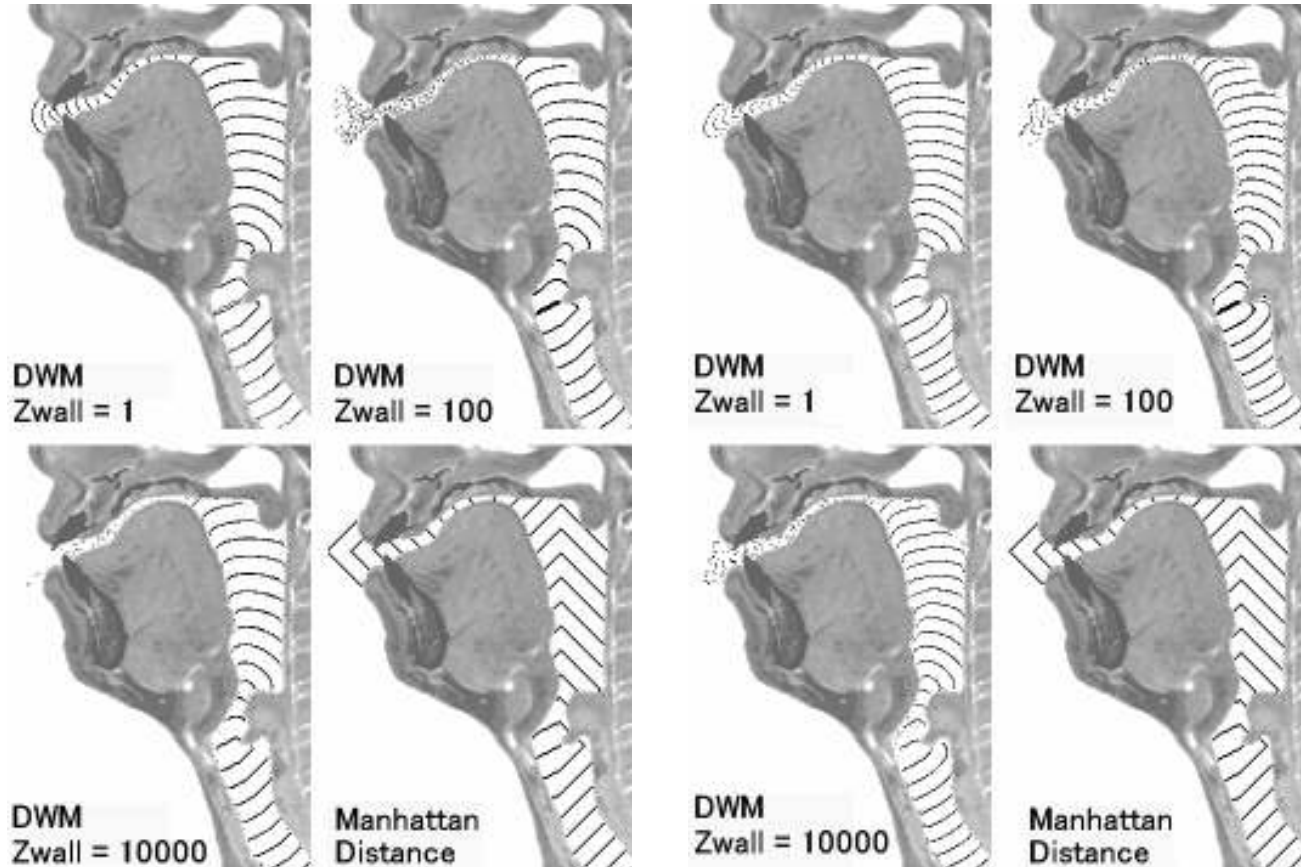 DWM
Zwall = 1
DWM
Zwall = 100
DWM
Zwall = 1
DWM
Zwall = 100
DWM
Zwall = 10000
Manhattan
Distance
DWM
Zwall = 10000
Manhattan
Distance